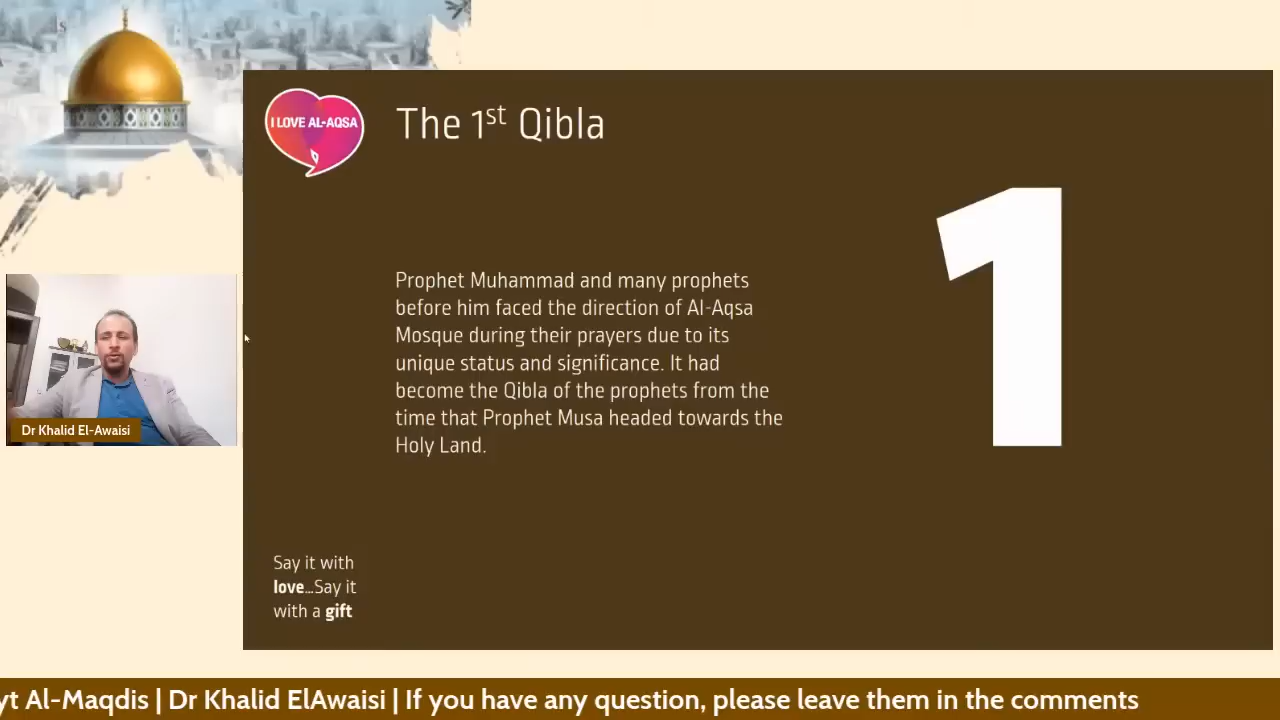 I LOVE AL-AQSA
The 1st Qibla
1
Prophet Muhammad and many prophets
before him faced the direction of Al-Aqsa
Mosque during their prayers due to its
unique status and significance. It had
become the Qibla of the prophets from the
time that Prophet Musa headed towards the
Holy Land.
Dr Khalid El-Awaisi
Say it with
love...Say it
with a gift
yt Al-Maqdis | Dr Khalid ElAwaisi | If you have any question, please leave them in the comments